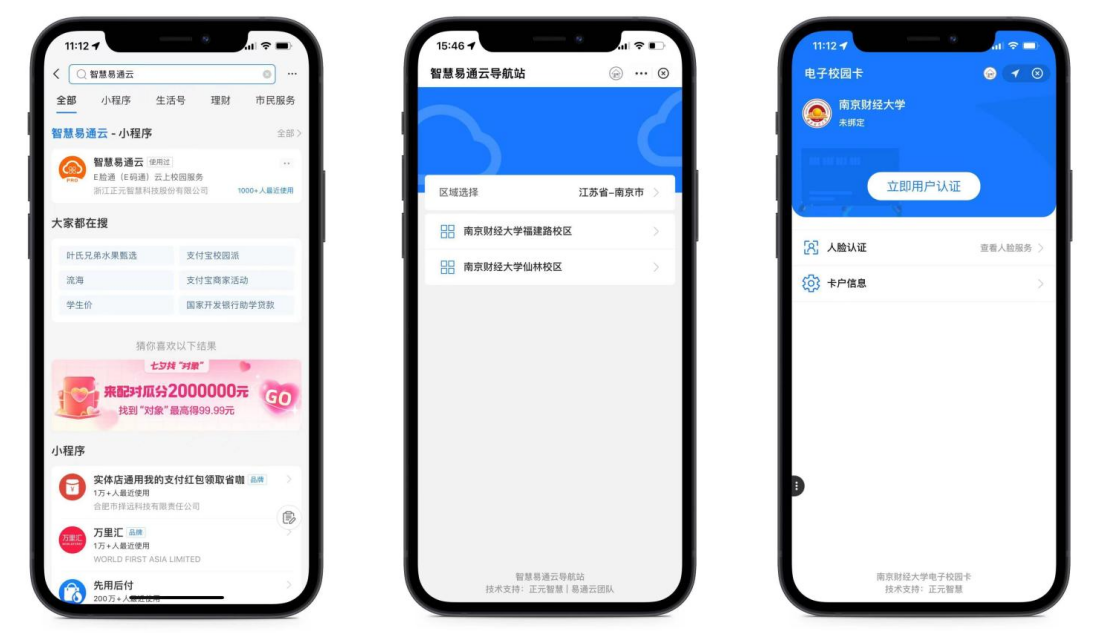 11:12
智慧易通云
全部 小程序 生活号 理财 市民服务
智慧易通云 - 小程序 全部
智慧易通云 使用过
E脸通（E码通）云上校园服务
浙江正元智慧科技股份有限公司 1000+人最近使用
PRO
大家都在搜
叶氏兄弟水果甄选 支付宝校园派
流海 支付宝商家活动
学生价 国家开发银行助学贷款
猜你喜欢以下结果
七夕找“对象”
来配对瓜分2000000元
找到“对象”最高得99.99元
GO
小程序
实体店通用我的支付红包领取省呗 品牌
1万+人最近使用
合肥市择远科技有限责任公司
万里汇 品牌
1万+人最近使用
WORLD FIRST ASIA LIMITED
万里汇
先用后付
200万+人最近使用
15:46
智慧易通云导航站
区域选择 江苏省-南京市
南京财经大学福建路校区
南京财经大学仙林校区
智慧易通云导航站
技术支持：正元智慧 | 易通云团队
11:12
电子校园卡
南京财经大学
未绑定
立即用户认证
人脸认证 查看人脸服务
卡户信息
南京财经大学电子校园卡
技术支持：正元智慧